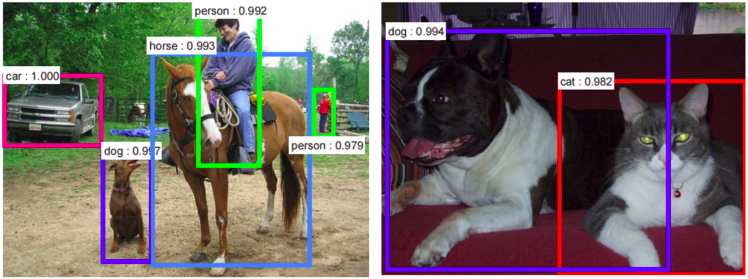 person : 0.992
horse : 0.993
car : 1.000
dog : 0.997
person : 0.979
dog : 0.994
cat : 0.982